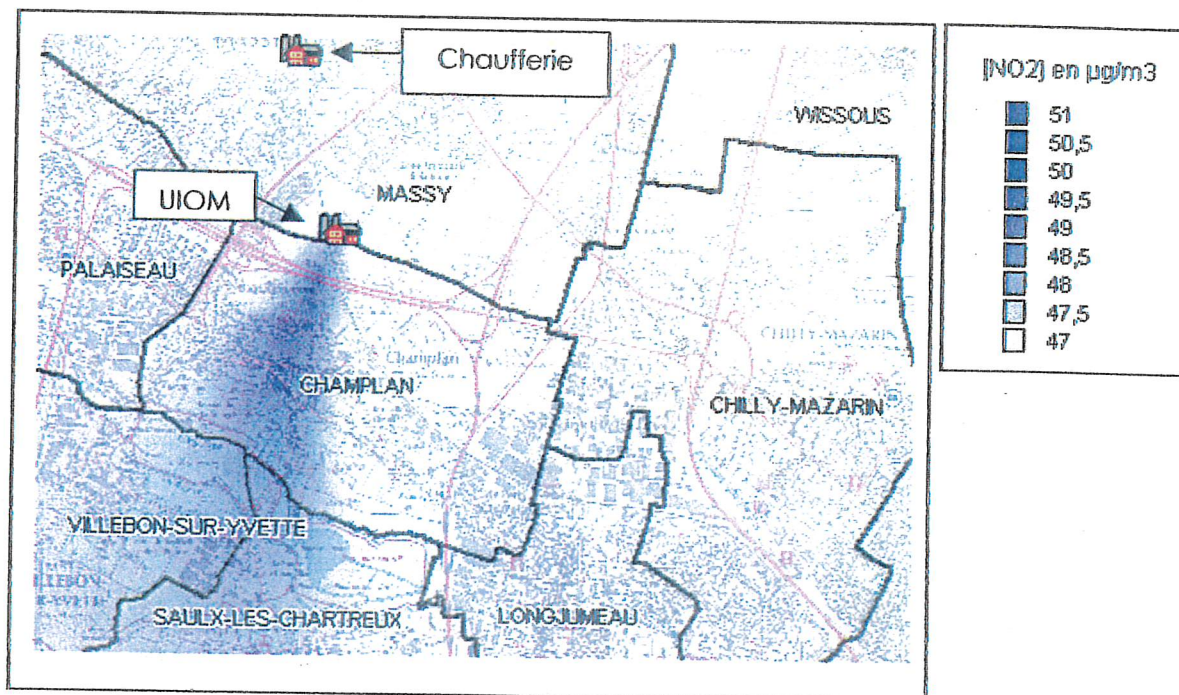 Chaufferie
[NO2] en µg/m3
51
50,5
50
49,5
49
48,5
48
47,5
47
WISSOUS
MASSY
UIOM
PALAISEAU
CHILLY-MAZARIN
Champlan
CHAMPLAN
CHILLY-MAZARIN
VILLEBON-SUR-YVETTE
VILLEBON
SAULX-LES-CHARTREUX
LONGJUMEAU